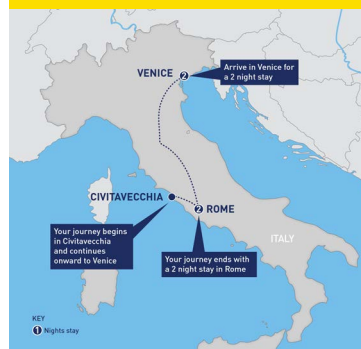 VENICE
2
Arrive in Venice for
a 2 night stay
CIVITAVECCHIA
2
ROME
Your journey begins
in Civitavecchia
and continues
onward to Venice
Your journey ends with
a 2 night stay in Rome
ITALY
KEY
1 Nights stay